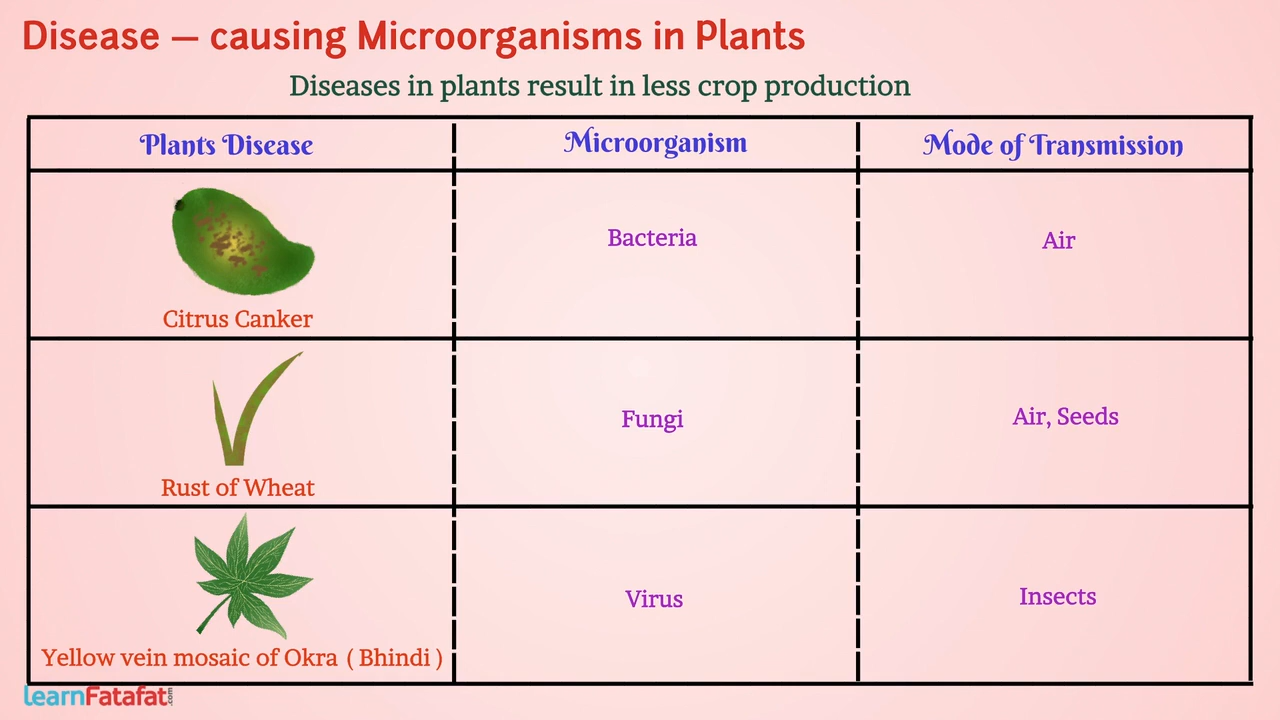 Disease — causing Microorganisms in Plants
Diseases in plants result in less crop production
Plants Disease
Microorganism
Mode of Transmission
Citrus Canker
Bacteria
Air
Rust of Wheat
Fungi
Air, Seeds
Yellow vein mosaic of Okra ( Bhindi )
Virus
Insects
learnFatafat.com